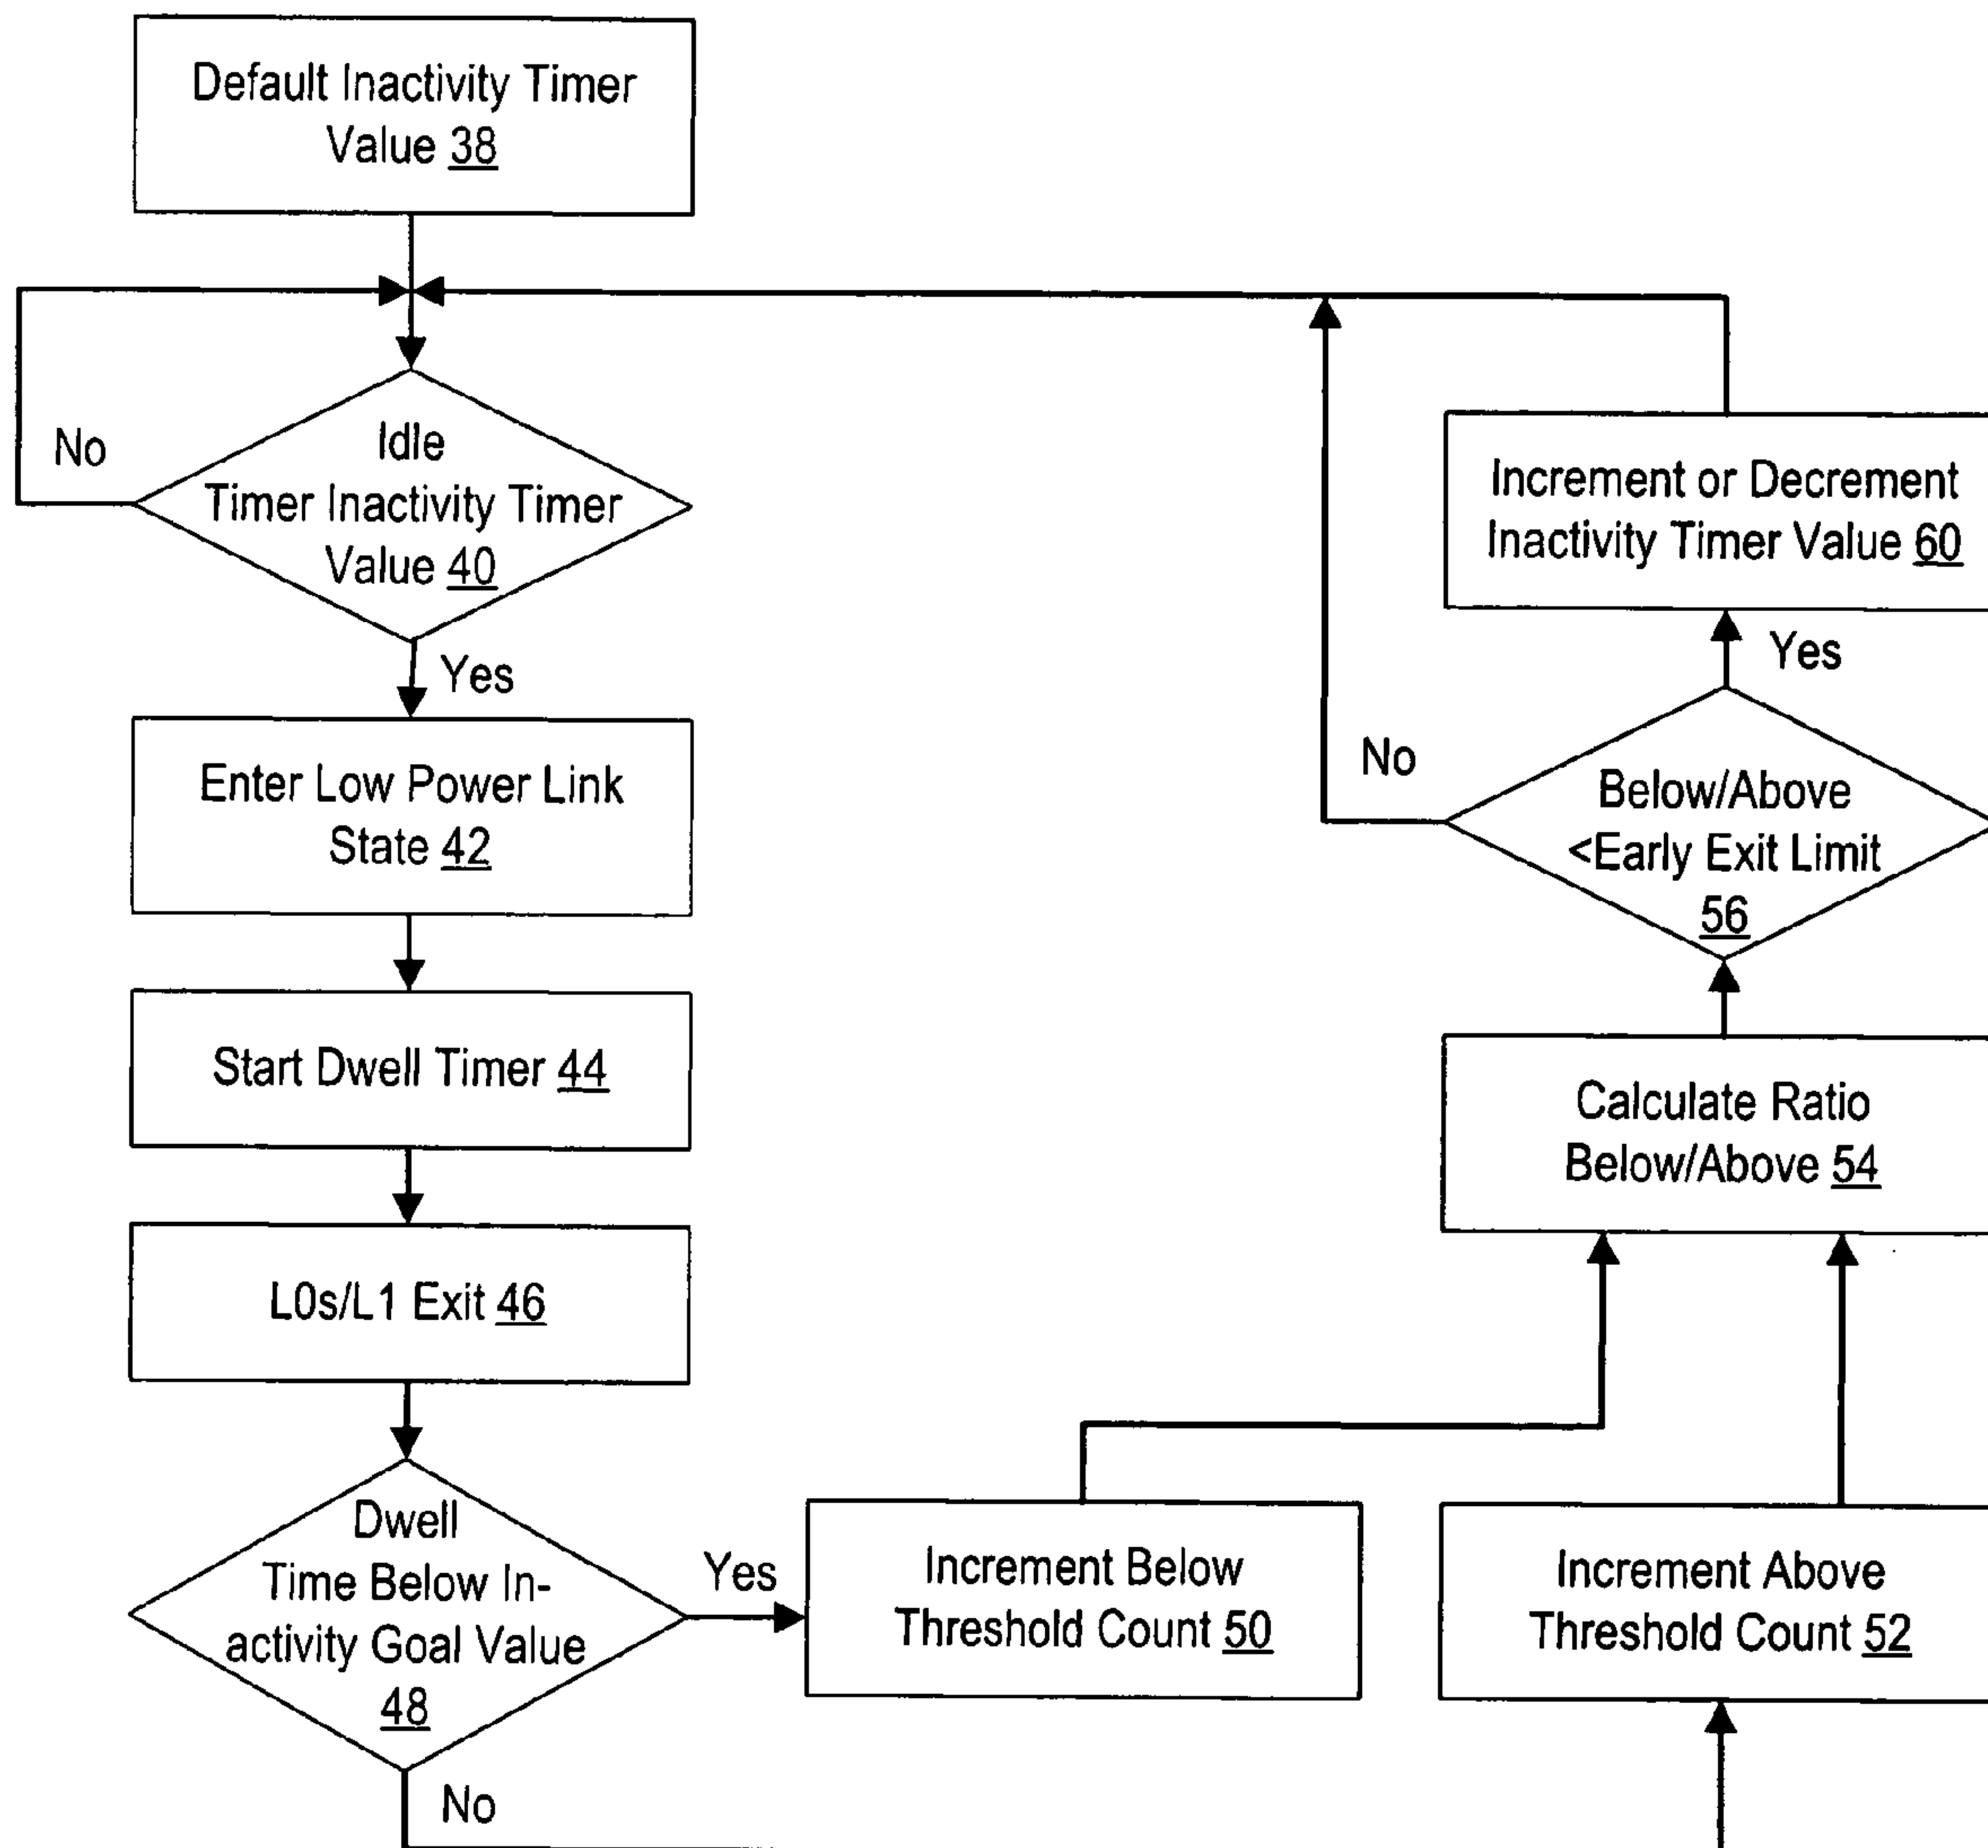 Default Inactivity Timer
Value 38
No
Idle
Timer Inactivity Timer
Value 40
Yes
Enter Low Power Link
State 42
Start Dwell Timer 44
L0s/L1 Exit 46
Dwell
Time Below In-
activity Goal Value
48
Yes
No
Increment Below
Threshold Count 50
Increment Above
Threshold Count 52
Calculate Ratio
Below/Above 54
Below/Above
<Early Exit Limit
56
No
Yes
Increment or Decrement
Inactivity Timer Value 60